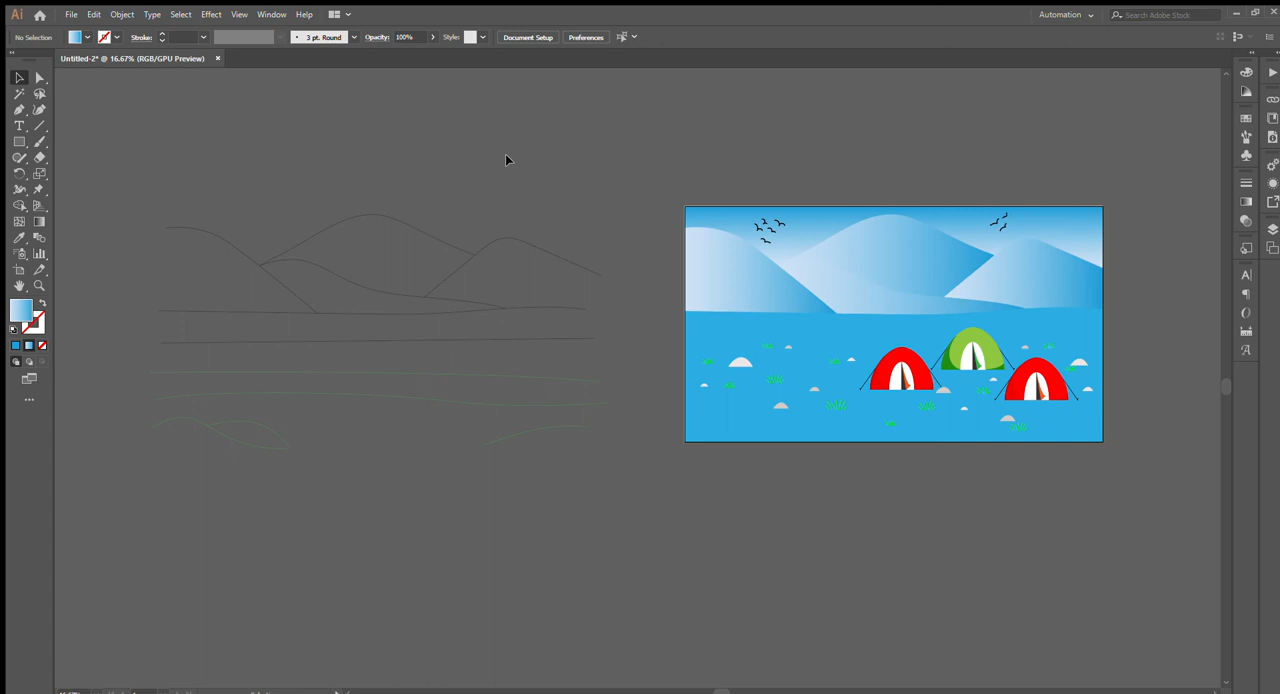 Ai File Edit Object Type Select Effect View Window Help Automation Search Adobe Stock
No Selection Stroke: 3 pt. Round Opacity: 100% Style: Document Setup Preferences
Untitled-2* @ 16.67% (RGB/GPU Preview) ×